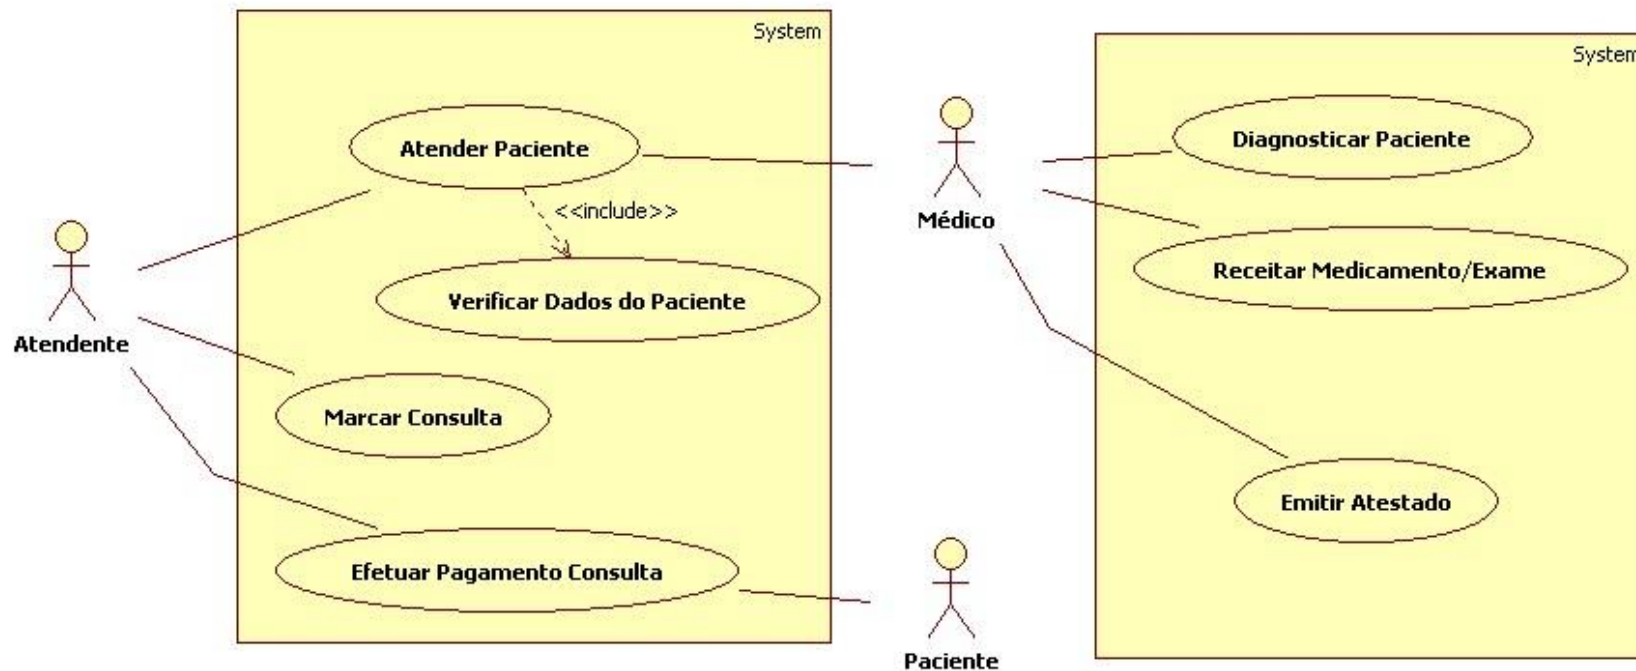 System
System
Atender Paciente
Diagnosticar Paciente
<<include>>
Médico
Receitar Medicamento/Exame
Verificar Dados do Paciente
Atendente
Marcar Consulta
Emitir Atestado
Efetuar Pagamento Consulta
Paciente